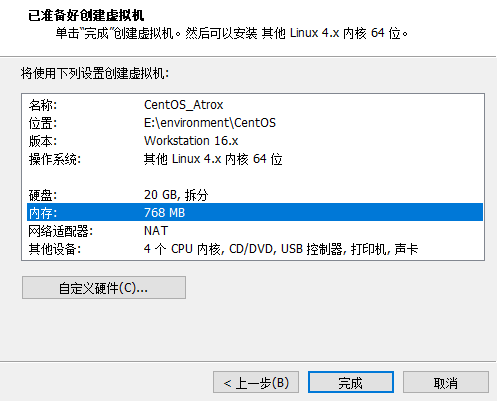 已准备好创建虚拟机
单击“完成”创建虚拟机。然后可以安装 其他 Linux 4.x 内核 64 位。
将使用下列设置创建虚拟机:
名称: CentOS_Atrox
位置: E:\environment\CentOS
版本: Workstation 16.x
操作系统: 其他 Linux 4.x 内核 64 位
硬盘: 20 GB, 拆分
内存: 768 MB
网络适配器: NAT
其他设备: 4 个 CPU 内核, CD/DVD, USB 控制器, 打印机, 声卡
自定义硬件(C)...
< 上一步(B) 完成 取消